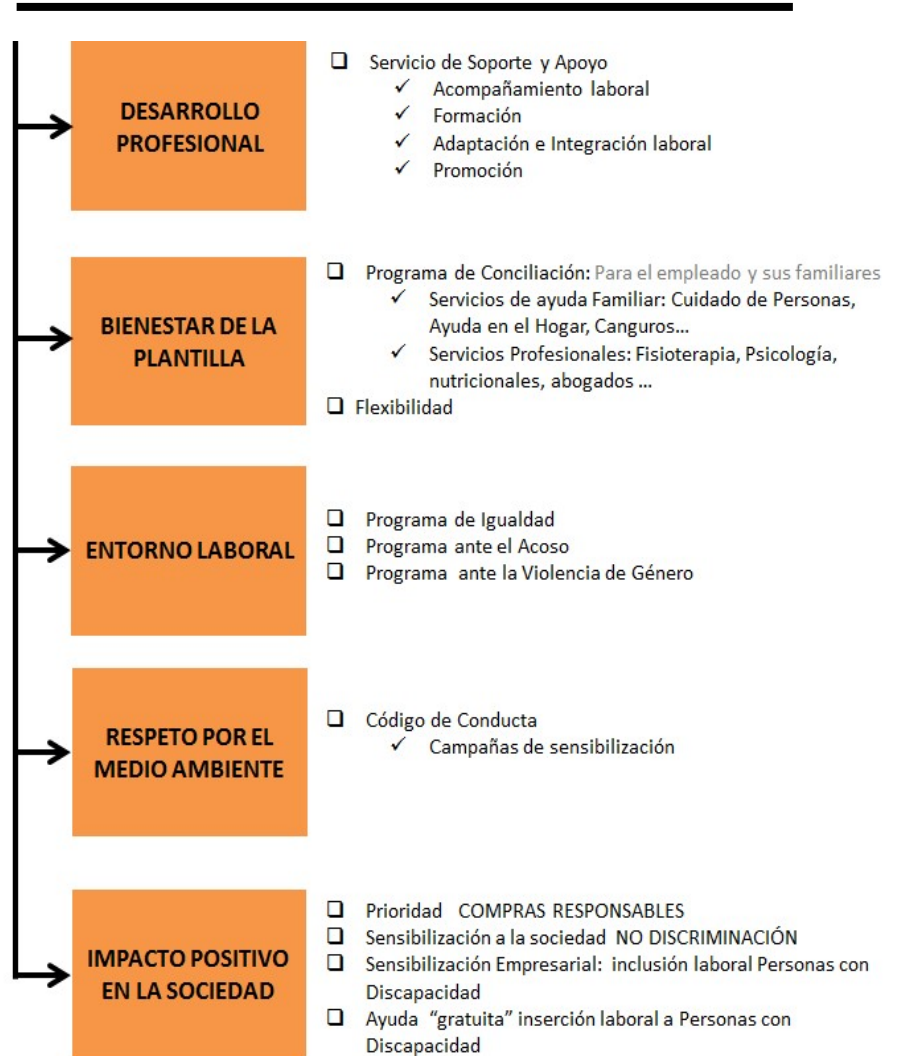 DESARROLLO
PROFESIONAL
❑ Servicio de Soporte y Apoyo
✓ Acompañamiento laboral
✓ Formación
✓ Adaptación e Integración laboral
✓ Promoción
BIENESTAR DE LA
PLANTILLA
❑ Programa de Conciliación: Para el empleado y sus familiares
✓ Servicios de ayuda Familiar: Cuidado de Personas,
Ayuda en el Hogar, Canguros...
✓ Servicios Profesionales: Fisioterapia, Psicología,
nutricionales, abogados ...
❑ Flexibilidad
ENTORNO LABORAL
❑ Programa de Igualdad
❑ Programa ante el Acoso
❑ Programa ante la Violencia de Género
RESPETO POR EL
MEDIO AMBIENTE
❑ Código de Conducta
✓ Campañas de sensibilización
IMPACTO POSITIVO
EN LA SOCIEDAD
❑ Prioridad COMPRAS RESPONSABLES
❑ Sensibilización a la sociedad NO DISCRIMINACIÓN
❑ Sensibilización Empresarial: inclusión laboral Personas con
Discapacidad
❑ Ayuda "gratuita" inserción laboral a Personas con
Discapacidad